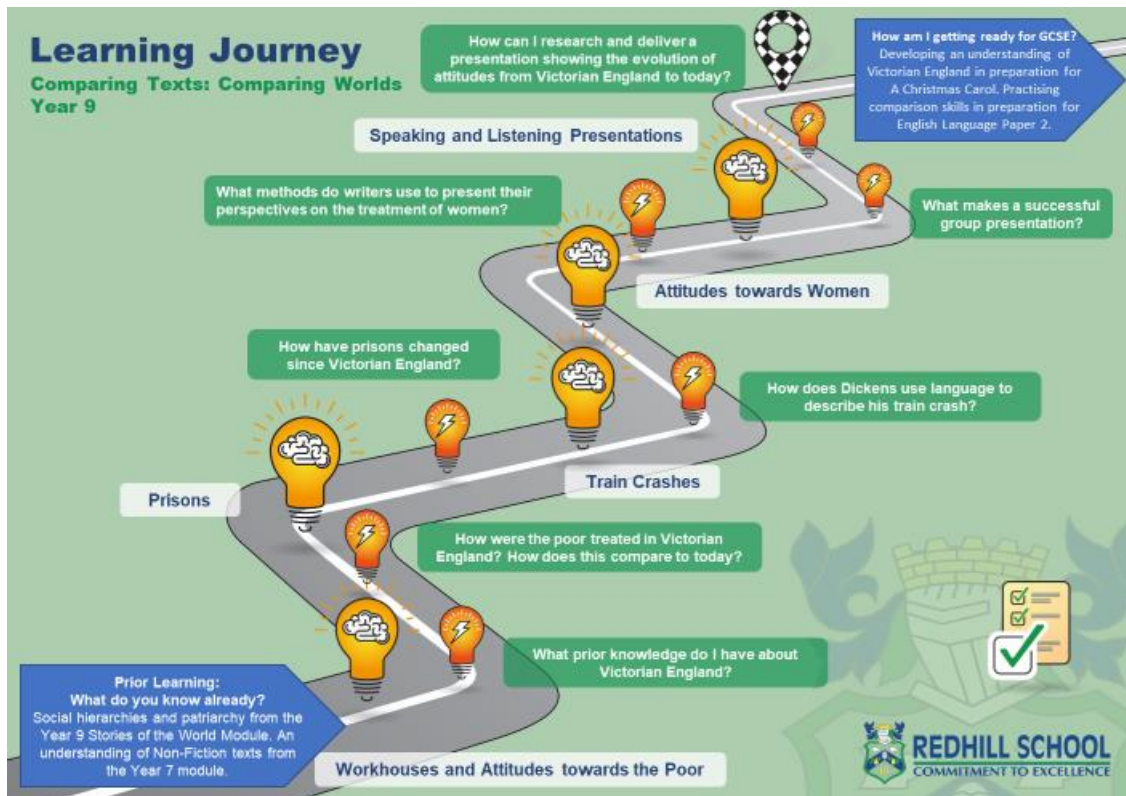 Learning Journey
Comparing Texts: Comparing Worlds
Year 9
How can I research and deliver a
presentation showing the evolution of
attitudes from Victorian England to today?
How am I getting ready for GCSE?
Developing an understanding of
Victorian England in preparation for
A Christmas Carol. Practising
comparison skills in preparation for
English Language Paper 2.
Speaking and Listening Presentations
What methods do writers use to present their
perspectives on the treatment of women?
What makes a successful
group presentation?
Attitudes towards Women
How have prisons changed
since Victorian England?
How does Dickens use language to
describe his train crash?
Train Crashes
Prisons
How were the poor treated in Victorian
England? How does this compare to today?
What prior knowledge do I have about
Victorian England?
Prior Learning:
What do you know already?
Social hierarchies and patriarchy from the
Year 9 Stories of the World Module. An
understanding of Non-Fiction texts from
the Year 7 module.
Workhouses and Attitudes towards the Poor
REDHILL SCHOOL
COMMITMENT TO EXCELLENCE